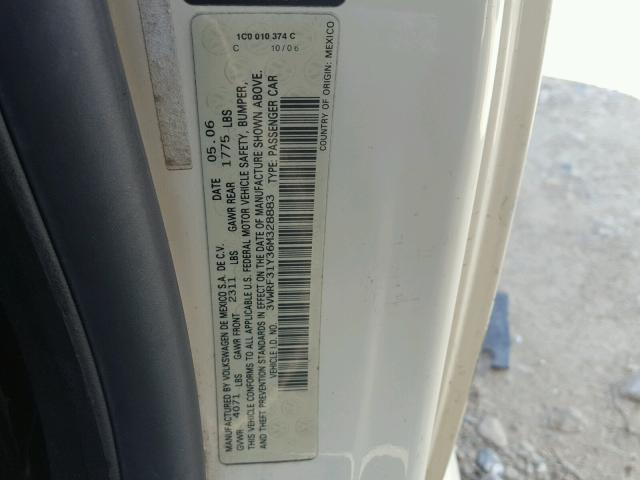 1C0 010 374 C
C 10/06
MANUFACTURED BY VOLKSWAGEN DE MEXICO S.A. DE C.V. DATE 05.06
GVWR 4071 LBS GAWR FRONT 2311 LBS GAWR REAR 1775 LBS
THIS VEHICLE CONFORMS TO ALL APPLICABLE U.S. FEDERAL MOTOR VEHICLE SAFETY, BUMPER,
AND THEFT PREVENTION STANDARDS IN EFFECT ON THE DATE OF MANUFACTURE SHOWN ABOVE.
VEHICLE I.D. NO. 3VWRF31Y36M328883 TYPE: PASSENGER CAR
COUNTRY OF ORIGIN: MEXICO